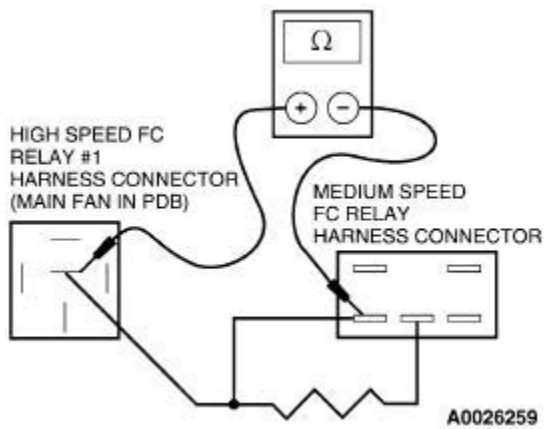 Ω
+ −
HIGH SPEED FC
RELAY #1
HARNESS CONNECTOR
(MAIN FAN IN PDB)
MEDIUM SPEED
FC RELAY
HARNESS CONNECTOR
A0026259